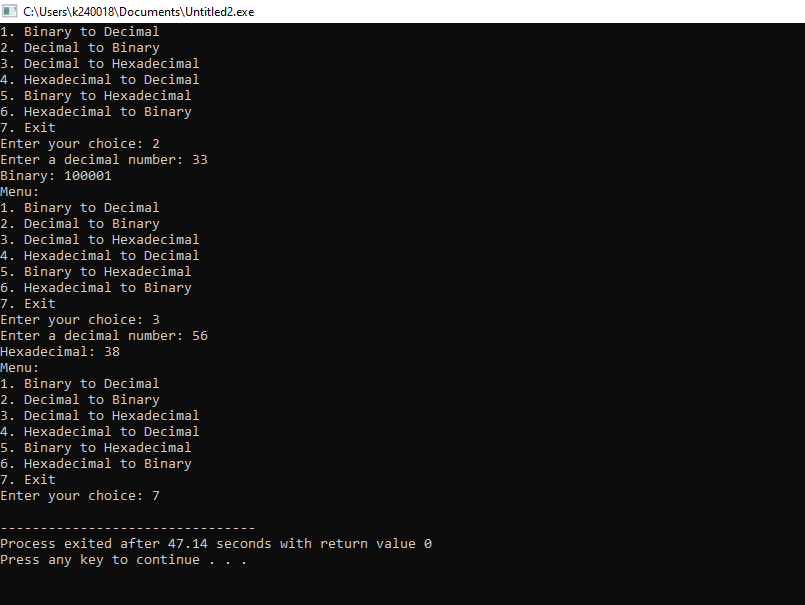 C:\Users\k240018\Documents\Untitled2.exe
1. Binary to Decimal
2. Decimal to Binary
3. Decimal to Hexadecimal
4. Hexadecimal to Decimal
5. Binary to Hexadecimal
6. Hexadecimal to Binary
7. Exit
Enter your choice: 2
Enter a decimal number: 33
Binary: 100001
Menu:
1. Binary to Decimal
2. Decimal to Binary
3. Decimal to Hexadecimal
4. Hexadecimal to Decimal
5. Binary to Hexadecimal
6. Hexadecimal to Binary
7. Exit
Enter your choice: 3
Enter a decimal number: 56
Hexadecimal: 38
Menu:
1. Binary to Decimal
2. Decimal to Binary
3. Decimal to Hexadecimal
4. Hexadecimal to Decimal
5. Binary to Hexadecimal
6. Hexadecimal to Binary
7. Exit
Enter your choice: 7
--------------------------------
Process exited after 47.14 seconds with return value 0
Press any key to continue . . .